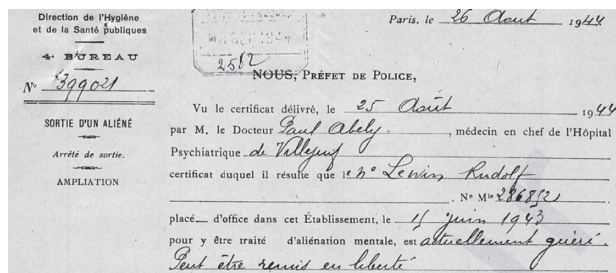 Direction de l'Hygiène
et de la Santé publiques
4e BUREAU
No 399021
SORTIE D'UN ALIÉNÉ
Arrêté de sortie.
AMPLIATION
Paris, le 26 Août 1944
1944
2582
NOUS, PRÉFET DE POLICE,
Vu le certificat délivré, le 25 Août 1944
par M. le Docteur Paul Abely, médecin en chef de l'Hôpital
Psychiatrique de Villejuif
certificat duquel il résulte que le né Lewin Rudolf
No Mle 286852
placé d'office dans cet Établissement, le 15 juin 1943
pour y être traité d'aliénation mentale, est actuellement guéri.
Peut être remis en liberté